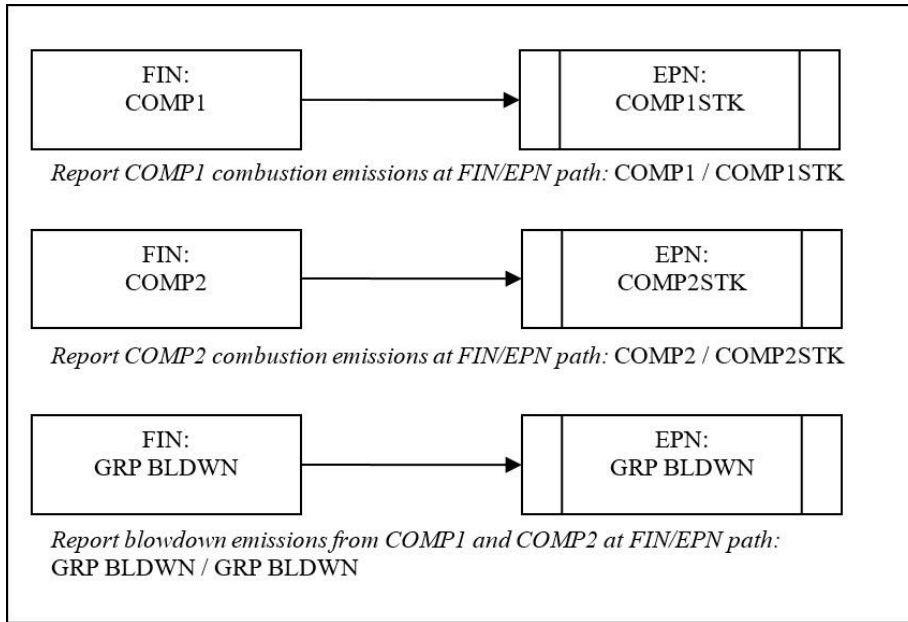 FIN:
COMP1
EPN:
COMP1STK
Report COMP1 combustion emissions at FIN/EPN path: COMP1 / COMP1STK
FIN:
COMP2
EPN:
COMP2STK
Report COMP2 combustion emissions at FIN/EPN path: COMP2 / COMP2STK
FIN:
GRP BLDWN
EPN:
GRP BLDWN
Report blowdown emissions from COMP1 and COMP2 at FIN/EPN path:
GRP BLDWN / GRP BLDWN